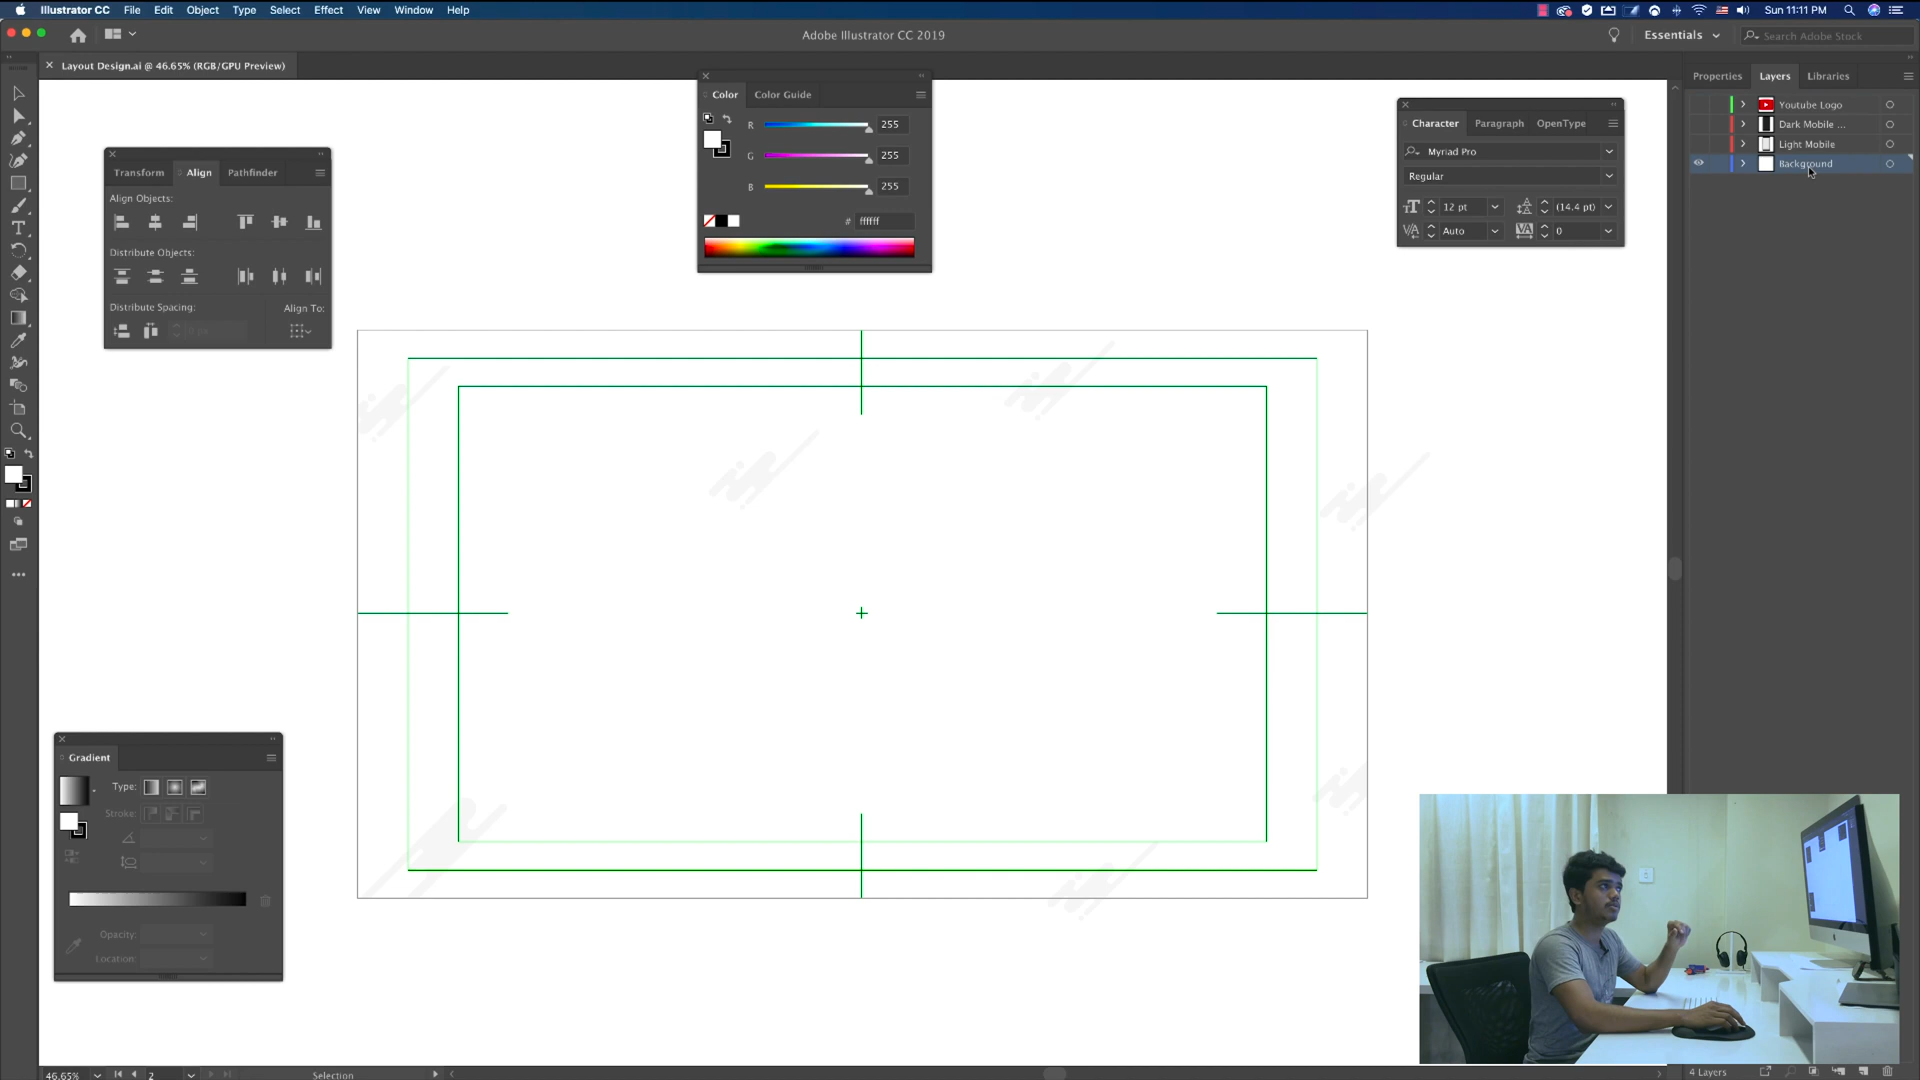 Illustrator CC File Edit Object Type Select Effect View Window Help
Sun 11:11 PM
Adobe Illustrator CC 2019
Essentials
Search Adobe Stock
Layout Design.ai @ 46.65% (RGB/GPU Preview)
Properties Layers Libraries
Youtube Logo
Dark Mobile ...
Light Mobile
Background
Color Color Guide
R 255
G 255
B 255
# ffffff
Character Paragraph OpenType
Myriad Pro
Regular
12 pt (14.4 pt)
Auto 0
Transform Align Pathfinder
Align Objects:
Distribute Objects:
Distribute Spacing: Align To:
0 px
Gradient
Type:
Stroke:
Opacity:
Location:
46.65% 2 Selection
4 Layers